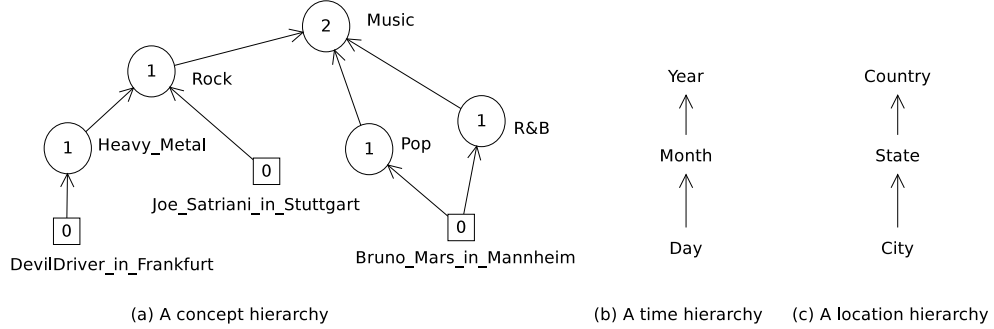 2
Music
1
Rock
1
Heavy_Metal
1
Pop
1
R&B
0
Joe_Satriani_in_Stuttgart
0
DevilDriver_in_Frankfurt
0
Bruno_Mars_in_Mannheim
(a) A concept hierarchy
Year
Month
Day
(b) A time hierarchy
Country
State
City
(c) A location hierarchy